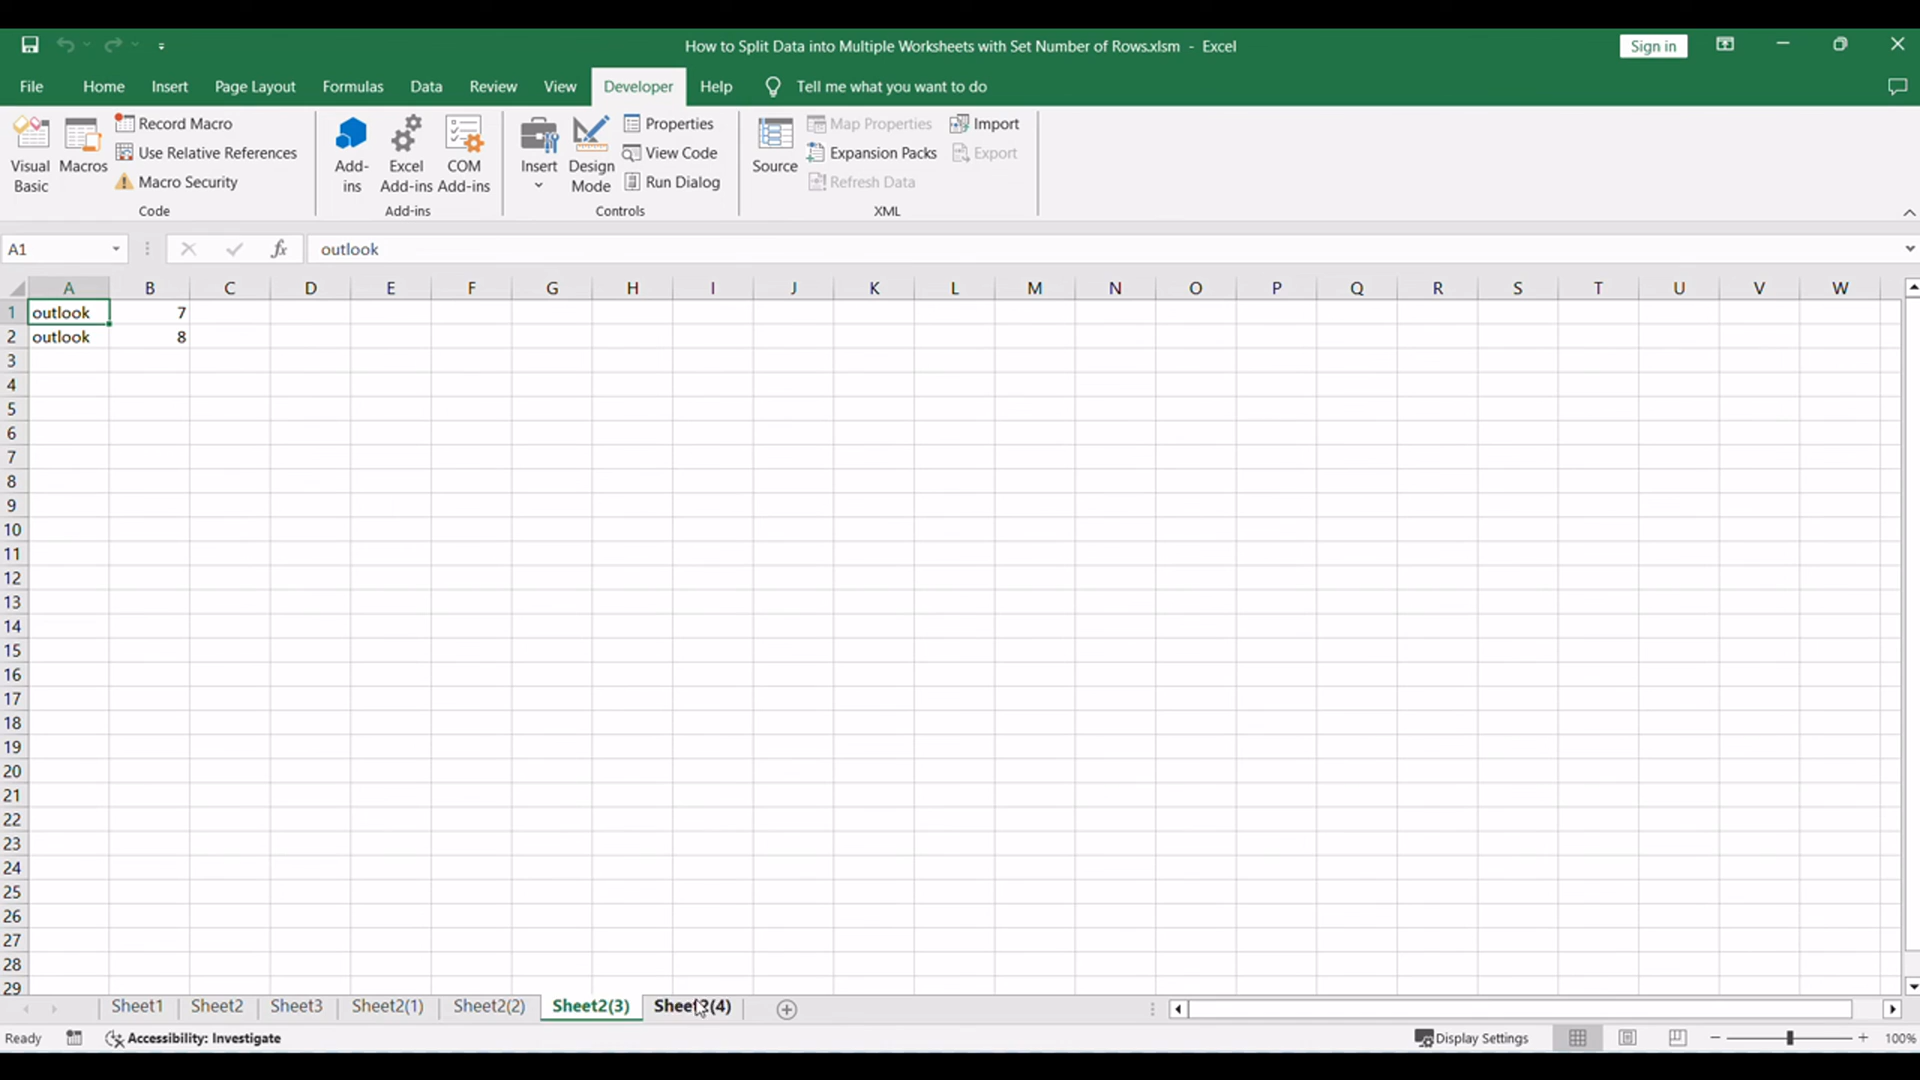 How to Split Data into Multiple Worksheets with Set Number of Rows.xlsm - Excel
Sign in
File Home Insert Page Layout Formulas Data Review View Developer Help Tell me what you want to do
Visual Basic
Macros
Record Macro
Use Relative References
Macro Security
Code
Add-ins
Excel Add-ins
COM Add-ins
Add-ins
Insert
Design Mode
Properties
View Code
Run Dialog
Controls
Source
Map Properties
Expansion Packs
Refresh Data
Import
Export
XML
A1 fx outlook
A B C D E F G H I J K L M N O P Q R S T U V W
1 outlook 7
2 outlook 8
3
4
5
6
7
8
9
10
11
12
13
14
15
16
17
18
19
20
21
22
23
24
25
26
27
28
29
Sheet1 Sheet2 Sheet3 Sheet2(1) Sheet2(2) Sheet2(3) Sheet2(4)
Ready Accessibility: Investigate Display Settings 100%